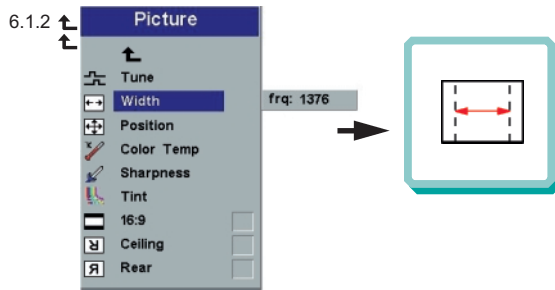 6.1.2
Picture
Tune
Width
frq: 1376
Position
Color Temp
Sharpness
Tint
16:9
Ceiling
Rear